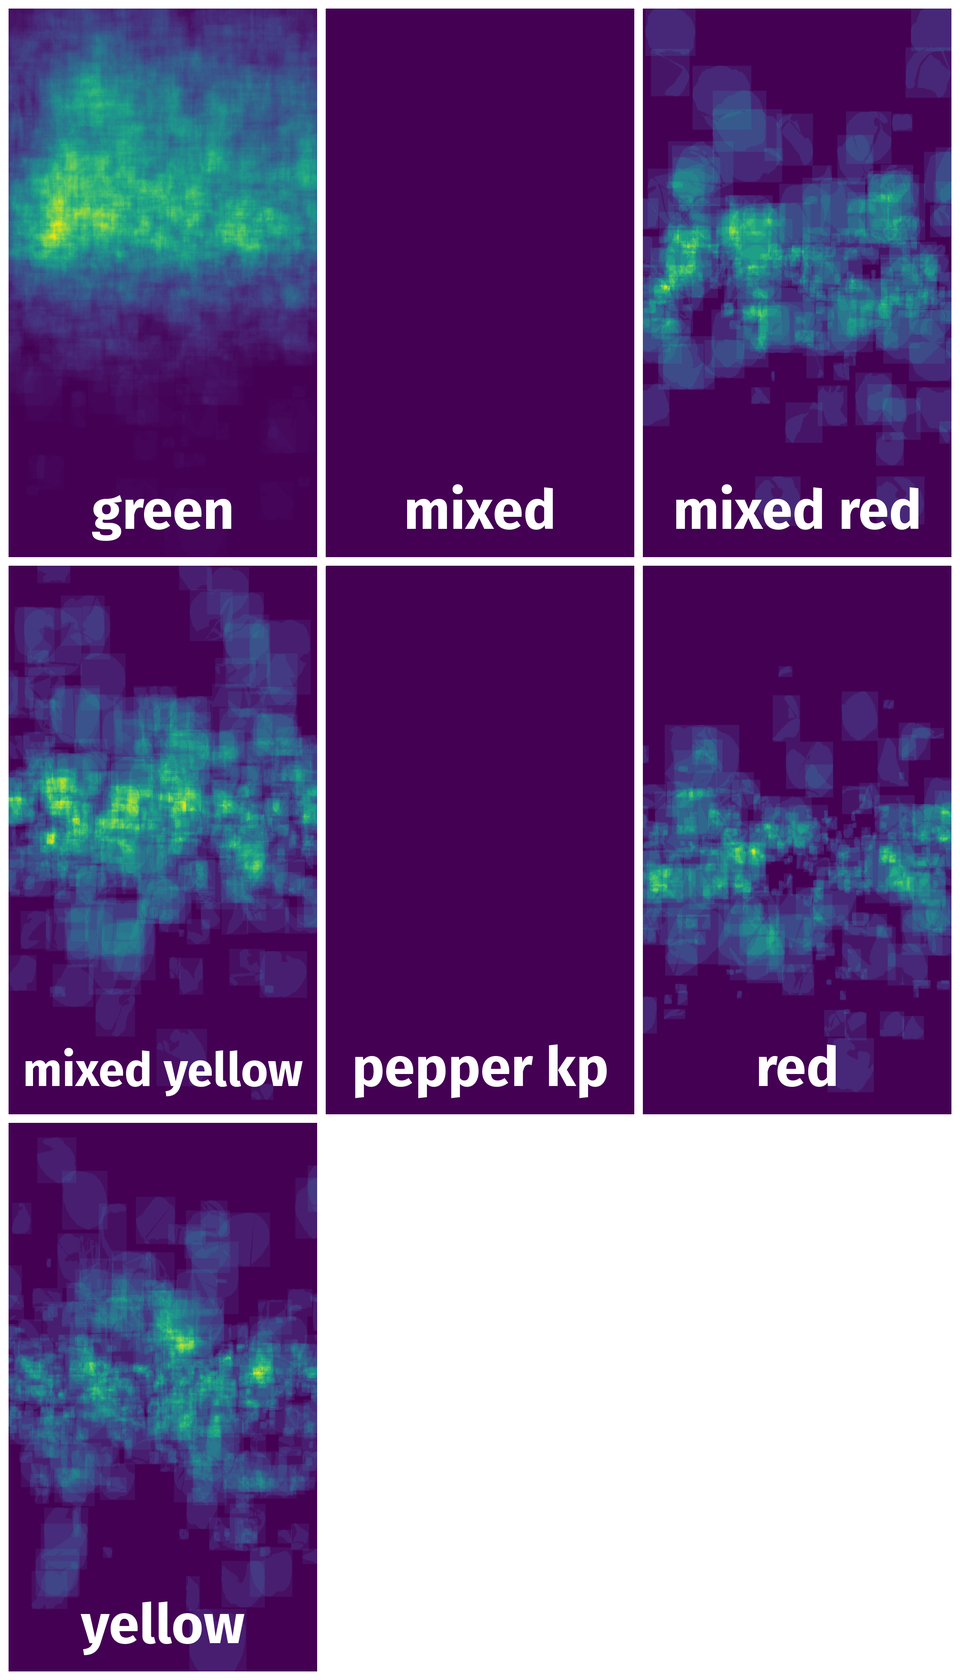 green
mixed
mixed red
mixed yellow
pepper kp
red
yellow